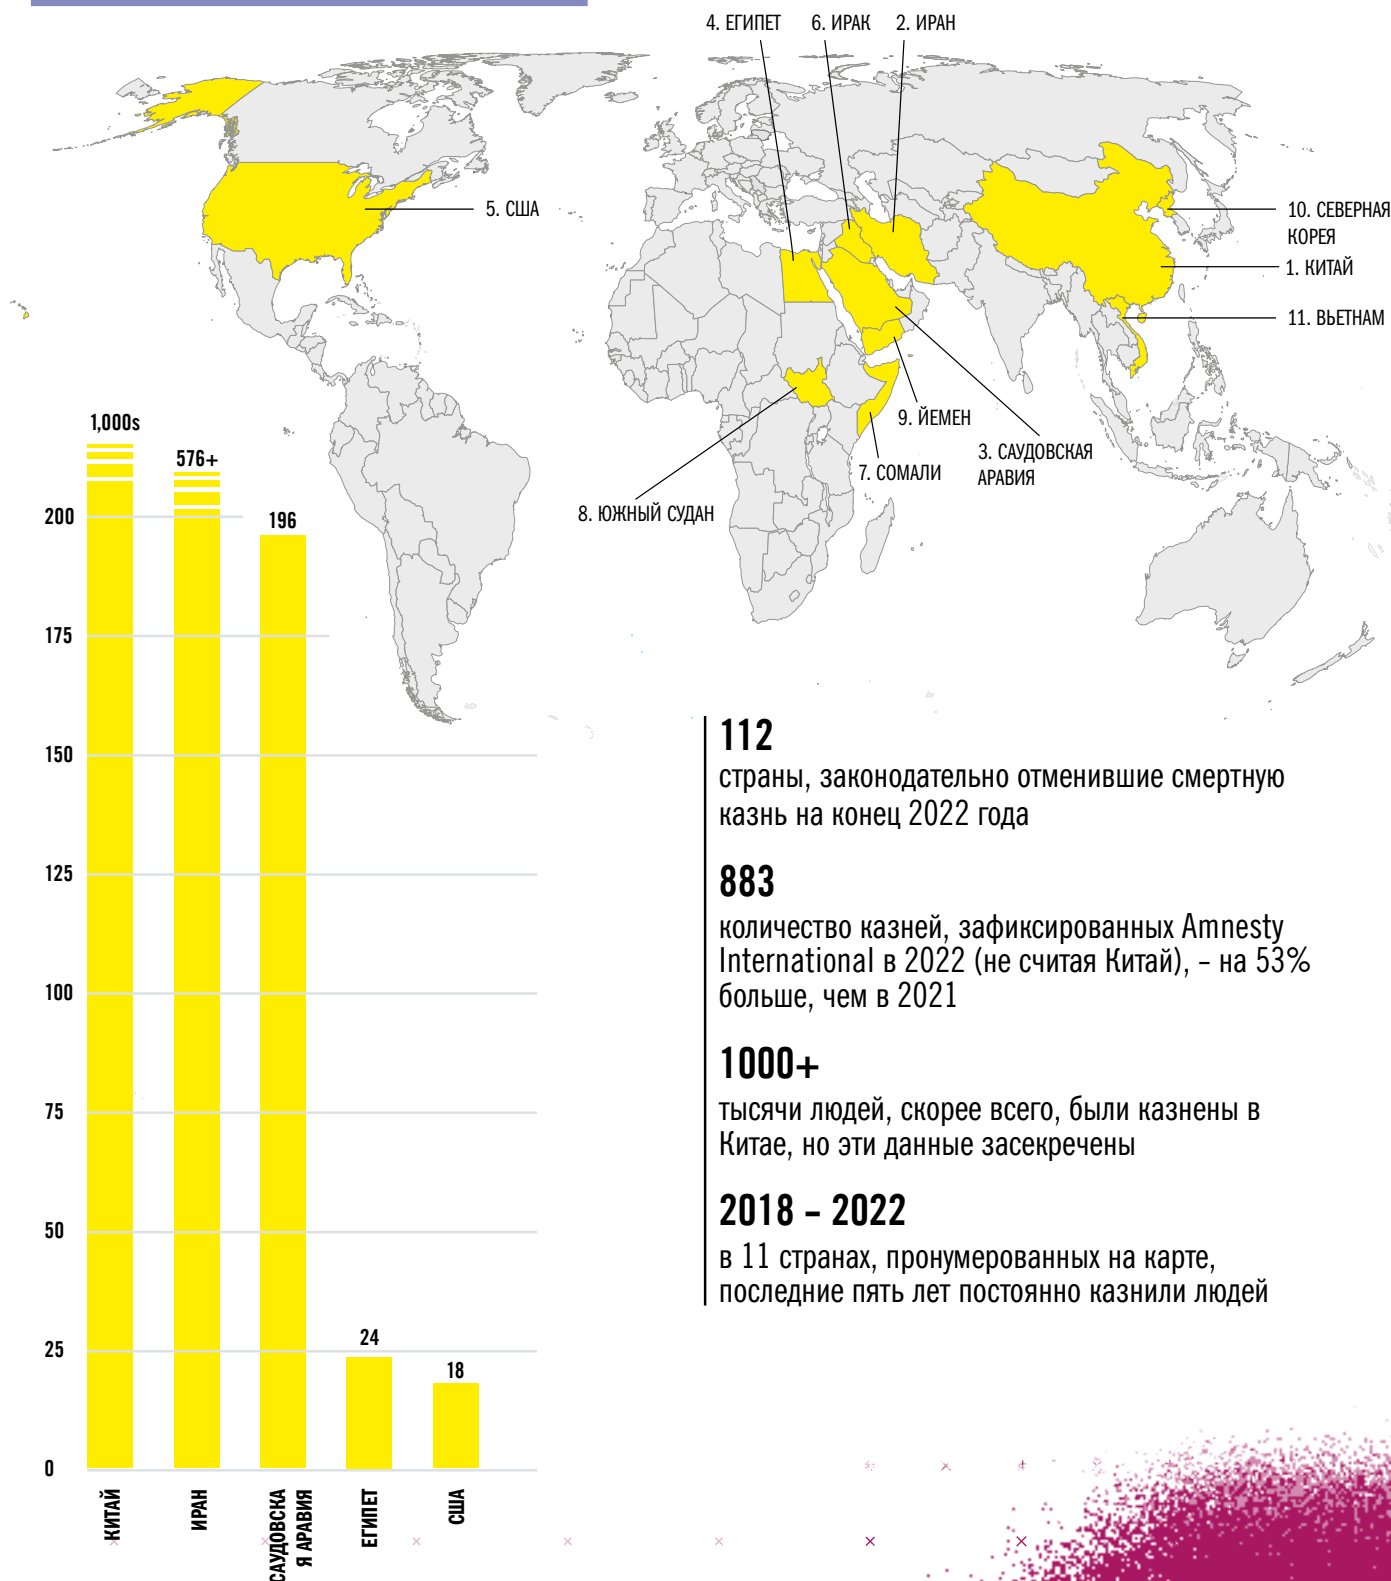 4. ЕГИПЕТ
6. ИРАК
2. ИРАН
5. США
10. СЕВЕРНАЯ
КОРЕЯ
1. КИТАЙ
11. ВЬЕТНАМ
9. ЙЕМЕН
3. САУДОВСКАЯ
АРАВИЯ
7. СОМАЛИ
8. ЮЖНЫЙ СУДАН
1,000s
576+
196
24
18
200
175
150
125
100
75
50
25
0
КИТАЙ
ИРАН
САУДОВСКА
Я АРАВИЯ
ЕГИПЕТ
США
112
страны, законодательно отменившие смертную
казнь на конец 2022 года
883
количество казней, зафиксированных Amnesty
International в 2022 (не считая Китай), – на 53%
больше, чем в 2021
1000+
тысячи людей, скорее всего, были казнены в
Китае, но эти данные засекречены
2018 – 2022
в 11 странах, пронумерованных на карте,
последние пять лет постоянно казнили людей